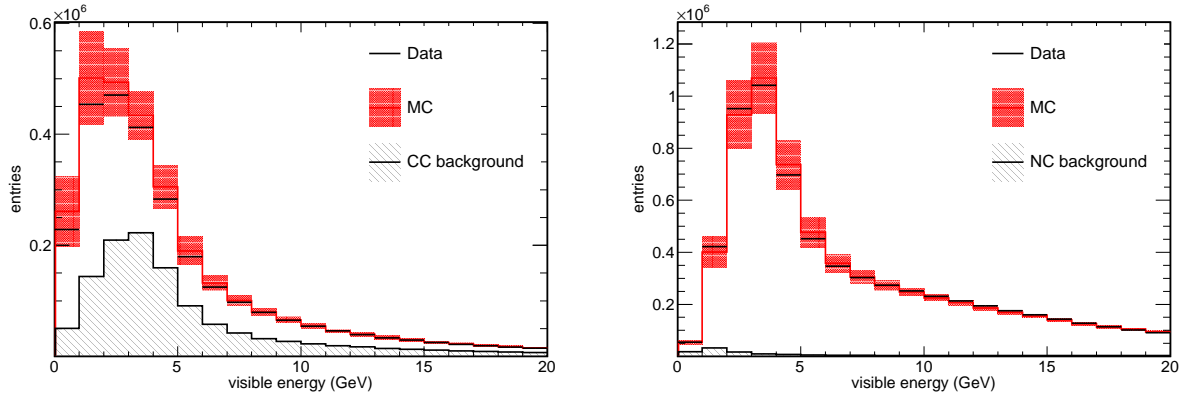 ×10⁶
0.6
0.4
0.2
entries
Data
MC
CC background
0 5 10 15 20
visible energy (GeV)
×10⁶
1.2
1
0.8
0.6
0.4
0.2
entries
Data
MC
NC background
0 5 10 15 20
visible energy (GeV)